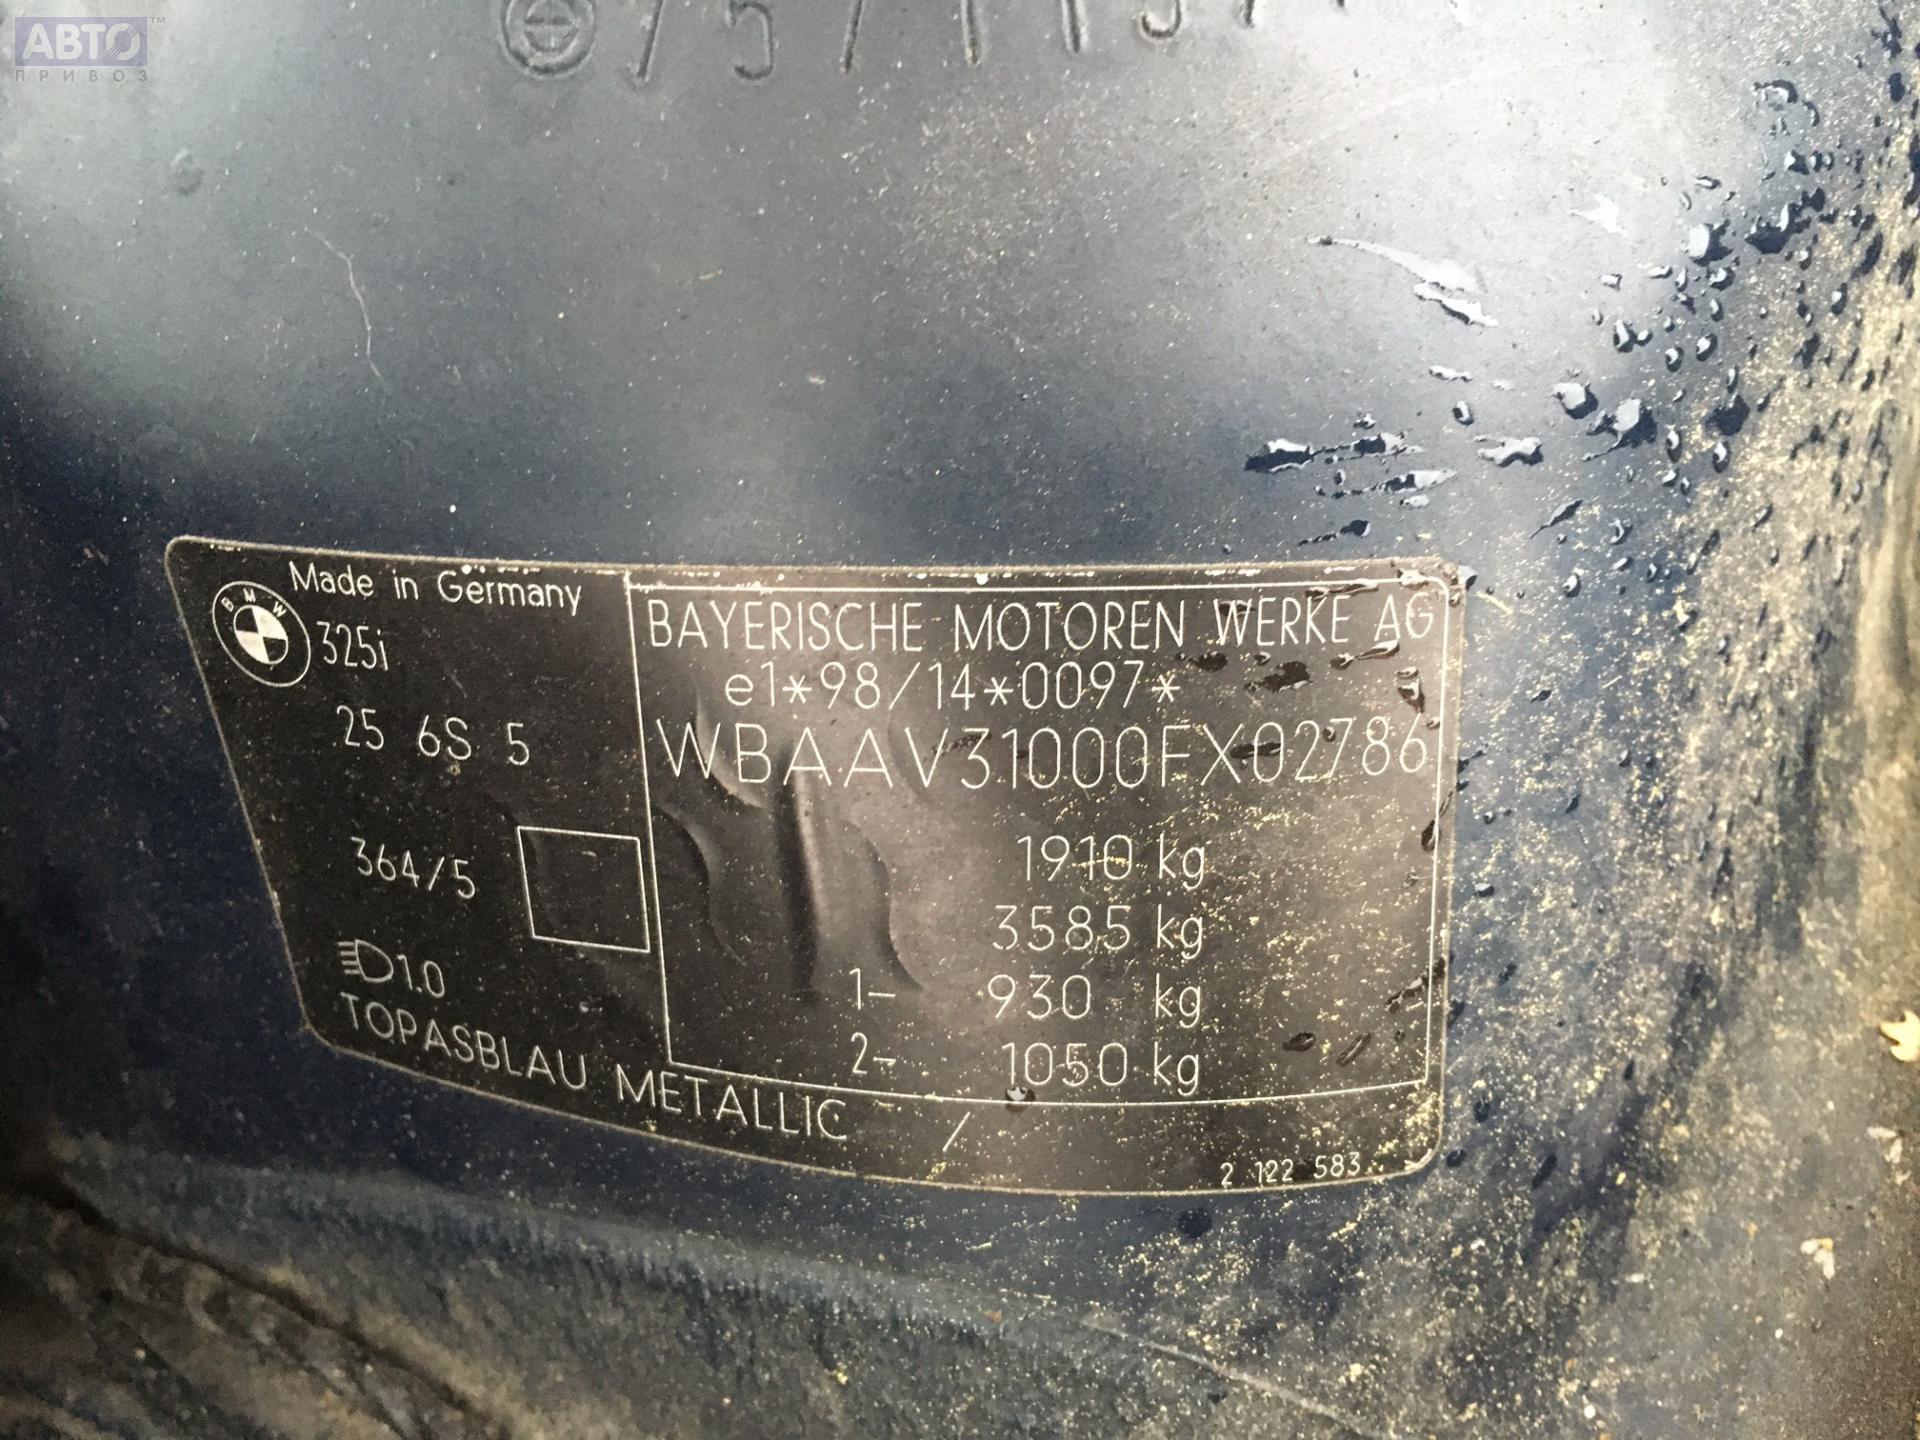 АВТО™
ПРИВОЗ
Made in Germany
BMW
325i
25 6S 5
364/5
1.0
TOPASBLAU METALLIC /
BAYERISCHE MOTOREN WERKE AG
e1*98/14*0097*
WBAAV31000FX02786
1910 kg
3585 kg
1- 930 kg
2- 1050 kg
2 122 583